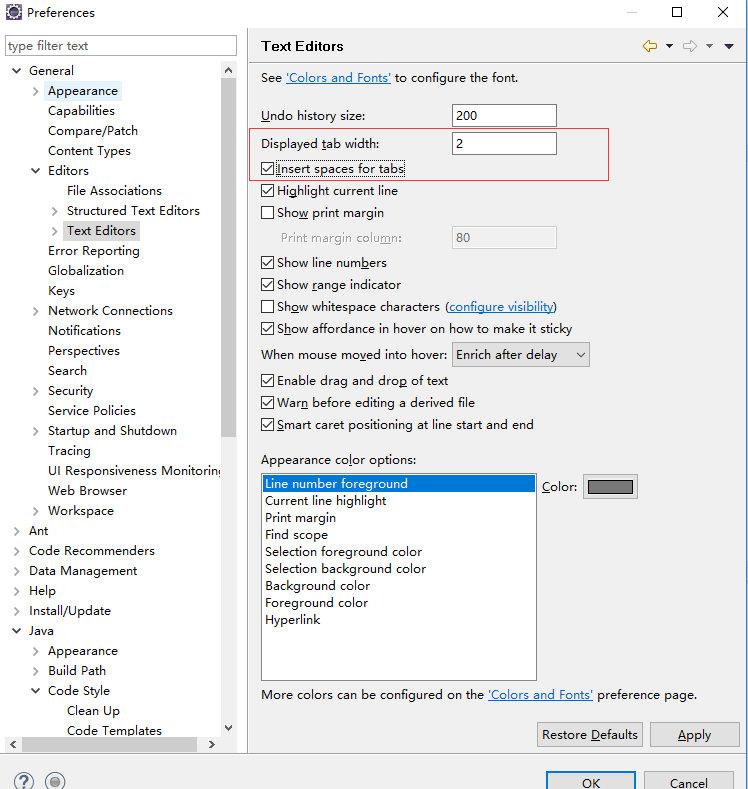 Preferences
type filter text
General
Appearance
Capabilities
Compare/Patch
Content Types
Editors
File Associations
Structured Text Editors
Text Editors
Error Reporting
Globalization
Keys
Network Connections
Notifications
Perspectives
Search
Security
Service Policies
Startup and Shutdown
Tracing
UI Responsiveness Monitoring
Web Browser
Workspace
Ant
Code Recommenders
Data Management
Help
Install/Update
Java
Appearance
Build Path
Code Style
Clean Up
Code Templates
Text Editors
See 'Colors and Fonts' to configure the font.
Undo history size: 200
Displayed tab width: 2
Insert spaces for tabs
Highlight current line
Show print margin
Print margin column: 80
Show line numbers
Show range indicator
Show whitespace characters (configure visibility)
Show affordance in hover on how to make it sticky
When mouse moved into hover: Enrich after delay
Enable drag and drop of text
Warn before editing a derived file
Smart caret positioning at line start and end
Appearance color options:
Line number foreground
Current line highlight
Print margin
Find scope
Selection foreground color
Selection background color
Background color
Foreground color
Hyperlink
Color:
More colors can be configured on the 'Colors and Fonts' preference page.
Restore Defaults
Apply
?
OK
Cancel